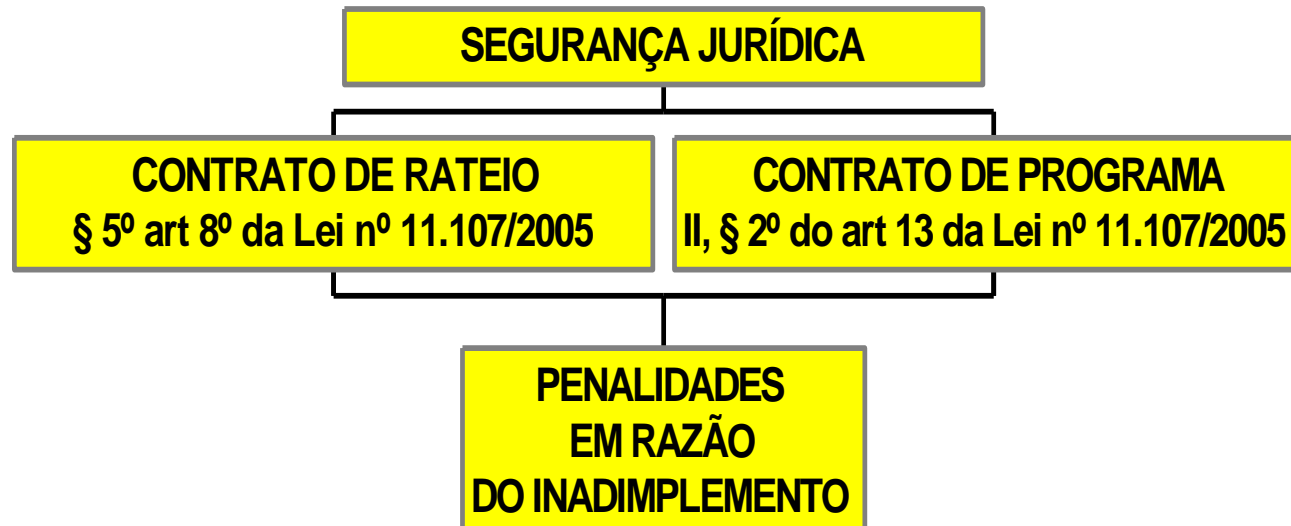 SEGURANÇA JURÍDICA
CONTRATO DE RATEIO
§ 5º art 8º da Lei nº 11.107/2005
CONTRATO DE PROGRAMA
II, § 2º do art 13 da Lei nº 11.107/2005
PENALIDADES
EM RAZÃO
DO INADIMPLEMENTO